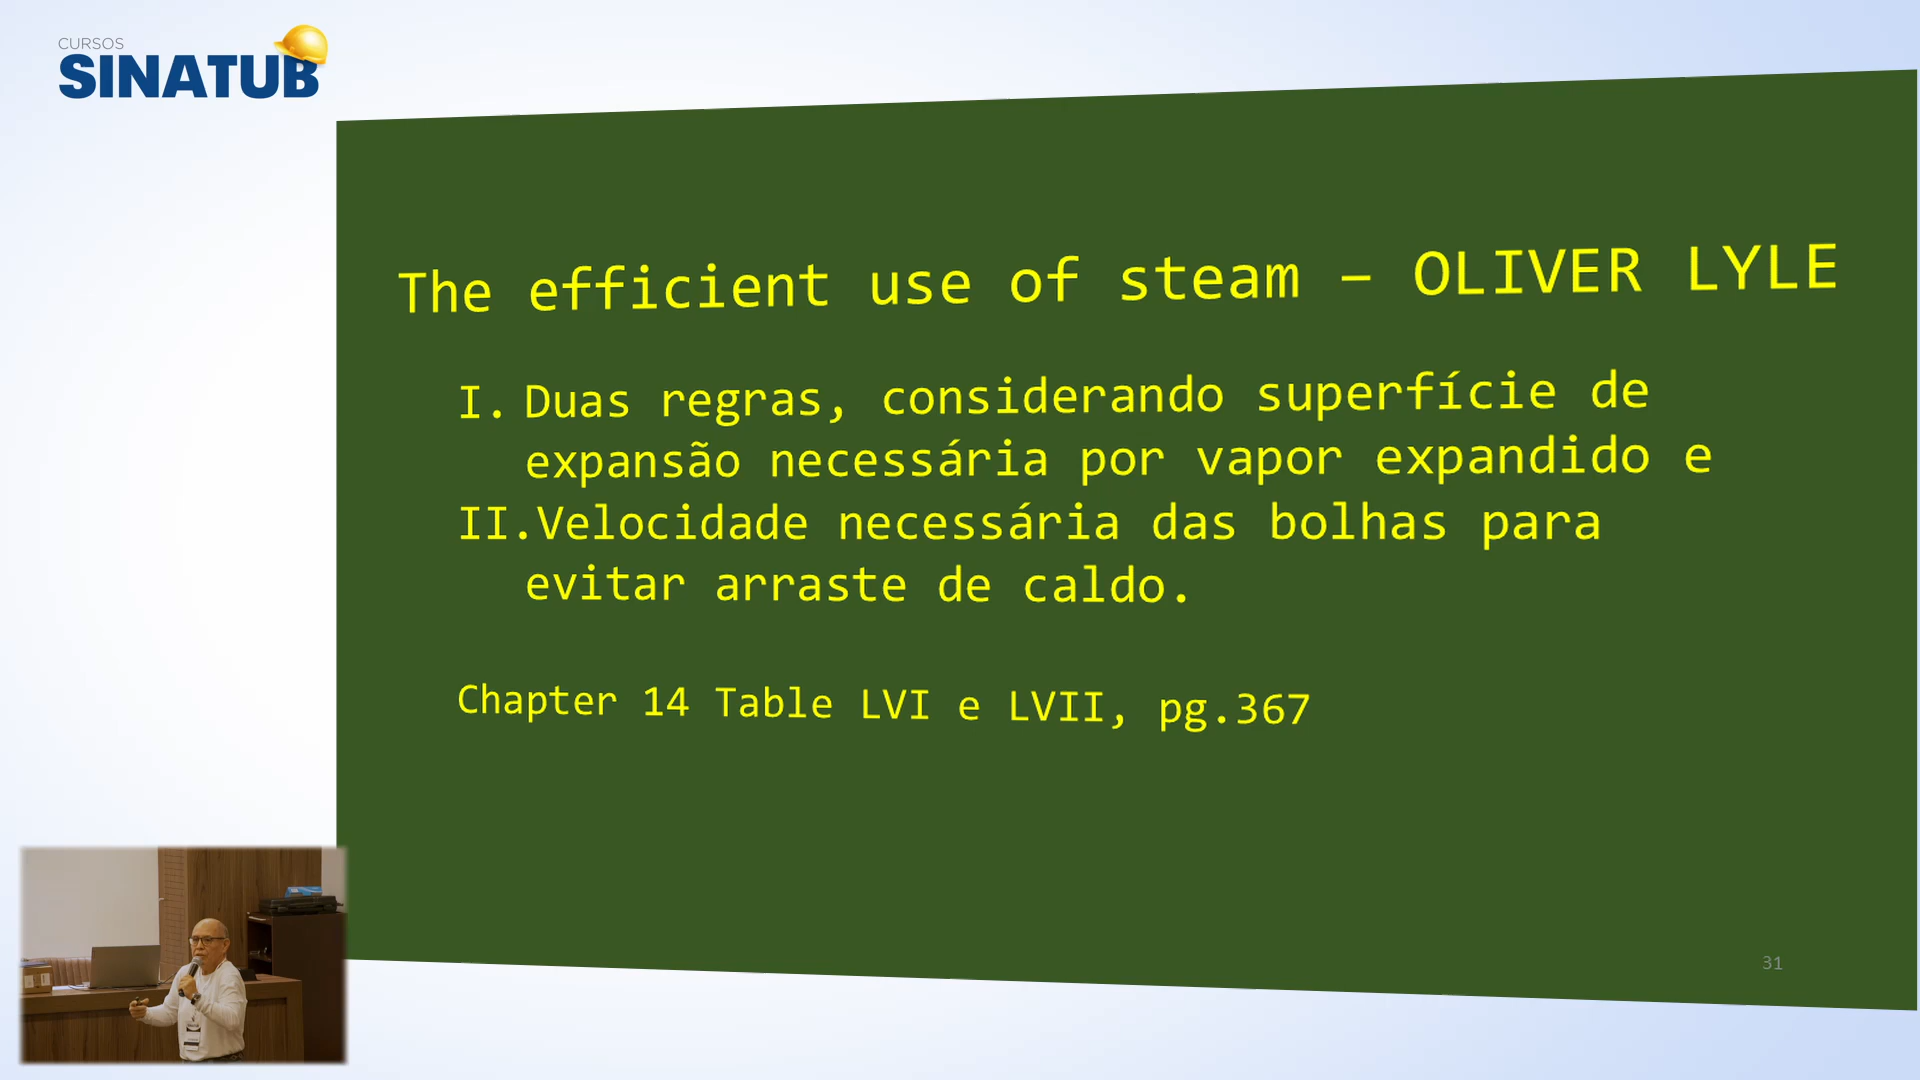 CURSOS
SINATUB
The efficient use of steam – OLIVER LYLE
I. Duas regras, considerando superfície de
expansão necessária por vapor expandido e
II.Velocidade necessária das bolhas para
evitar arraste de caldo.
Chapter 14 Table LVI e LVII, pg.367
31